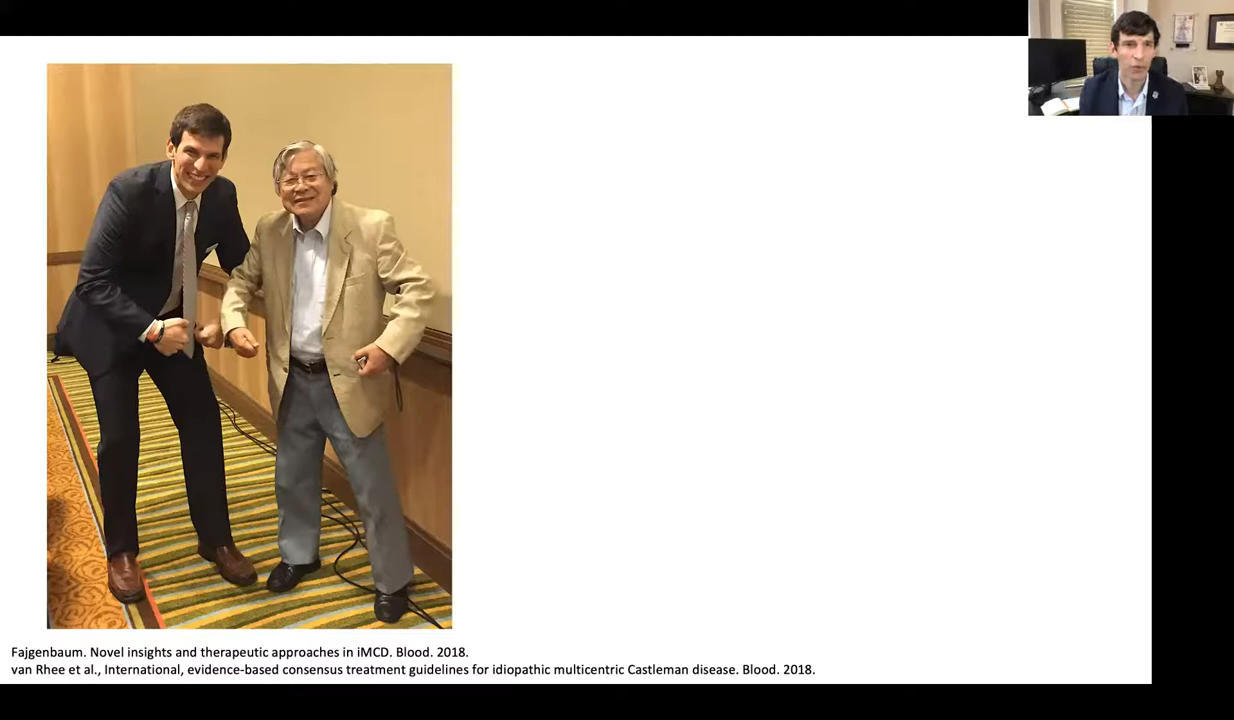 Fajgenbaum. Novel insights and therapeutic approaches in iMCD. Blood. 2018.
van Rhee et al., International, evidence-based consensus treatment guidelines for idiopathic multicentric Castleman disease. Blood. 2018.